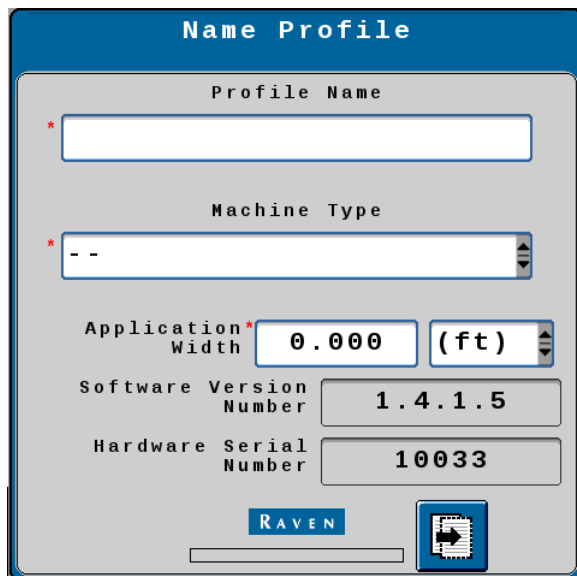 Name Profile
Profile Name
*
Machine Type
*
--
Application*
Width
0.000
(ft)
Software Version
Number
1.4.1.5
Hardware Serial
Number
10033
RAVEN